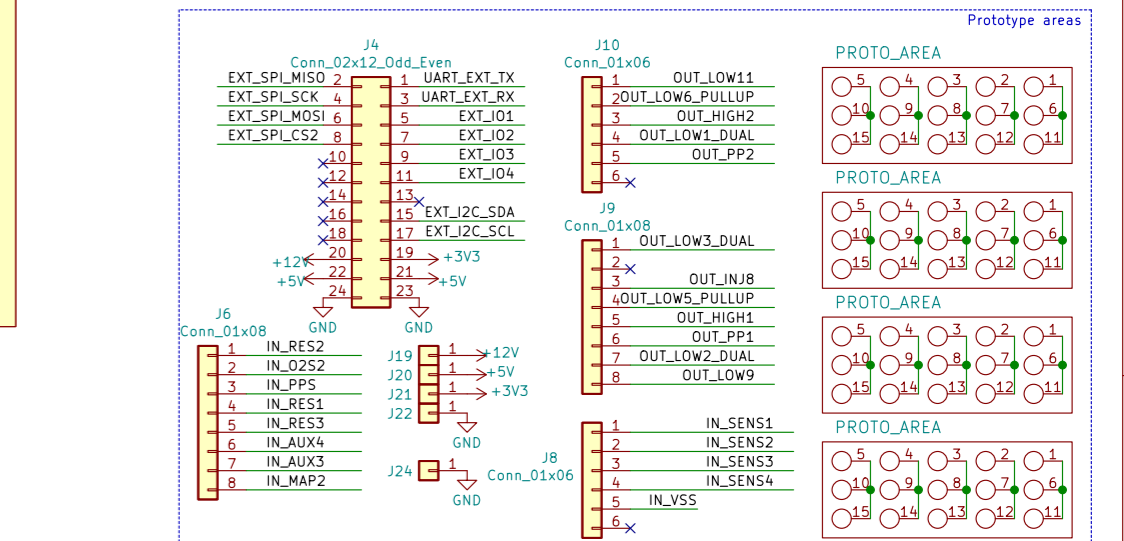 Prototype areas
J4
Conn_02x12_Odd_Even
EXT_SPI_MISO 2 1 UART_EXT_TX
EXT_SPI_SCK 4 3 UART_EXT_RX
EXT_SPI_MOSI 6 5 EXT_IO1
EXT_SPI_CS2 8 7 EXT_IO2
10 9 EXT_IO3
12 11 EXT_IO4
14 13
16 15 EXT_I2C_SDA
18 17 EXT_I2C_SCL
+12V 20 19 +3V3
+5V 22 21 +5V
24 23
GND GND
J6
Conn_01x08
1 IN_RES2
2 IN_O2S2
3 IN_PPS
4 IN_RES1
5 IN_RES3
6 IN_AUX4
7 IN_AUX3
8 IN_MAP2
J19 1 +12V
J20 1 +5V
J21 1 +3V3
J22 1
GND
J24 1
GND
J10
Conn_01x06
1 OUT_LOW11
2 OUT_LOW6_PULLUP
3 OUT_HIGH2
4 OUT_LOW1_DUAL
5 OUT_PP2
6
J9
Conn_01x08
1 OUT_LOW3_DUAL
2
3 OUT_INJ8
4 OUT_LOW5_PULLUP
5 OUT_HIGH1
6 OUT_PP1
7 OUT_LOW2_DUAL
8 OUT_LOW9
J8
Conn_01x06
1 IN_SENS1
2 IN_SENS2
3 IN_SENS3
4 IN_SENS4
5 IN_VSS
6
PROTO_AREA
5 4 3 2 1
10 9 8 7 6
15 14 13 12 11
PROTO_AREA
5 4 3 2 1
10 9 8 7 6
15 14 13 12 11
PROTO_AREA
5 4 3 2 1
10 9 8 7 6
15 14 13 12 11
PROTO_AREA
5 4 3 2 1
10 9 8 7 6
15 14 13 12 11